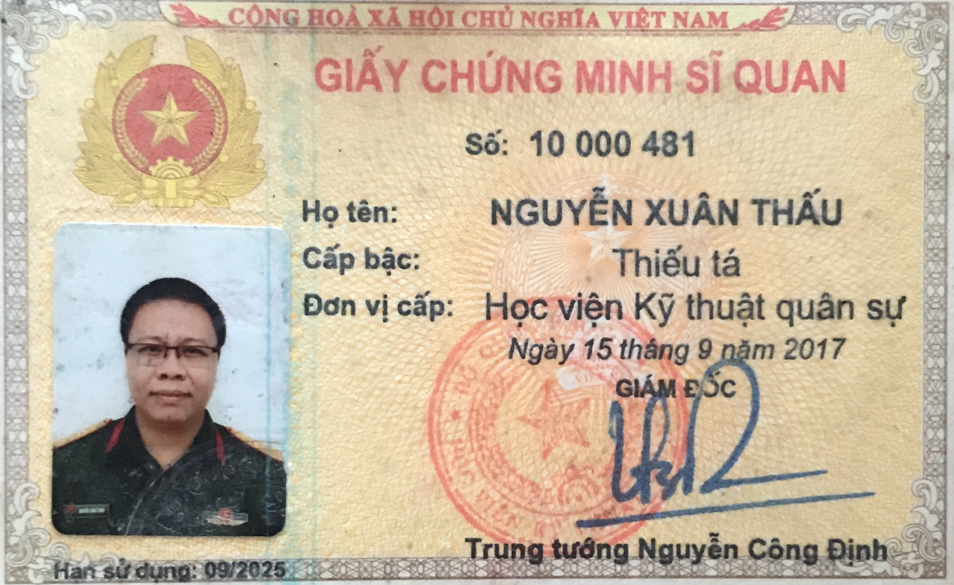 CỘNG HOÀ XÃ HỘI CHỦ NGHĨA VIỆT NAM
GIẤY CHỨNG MINH SĨ QUAN
Số: 10 000 481
Họ tên: NGUYỄN XUÂN THẤU
Cấp bậc: Thiếu tá
Đơn vị cấp: Học viện Kỹ thuật quân sự
Ngày 15 tháng 9 năm 2017
GIÁM ĐỐC
Trung tướng Nguyễn Công Định
Hạn sử dụng: 09/2025